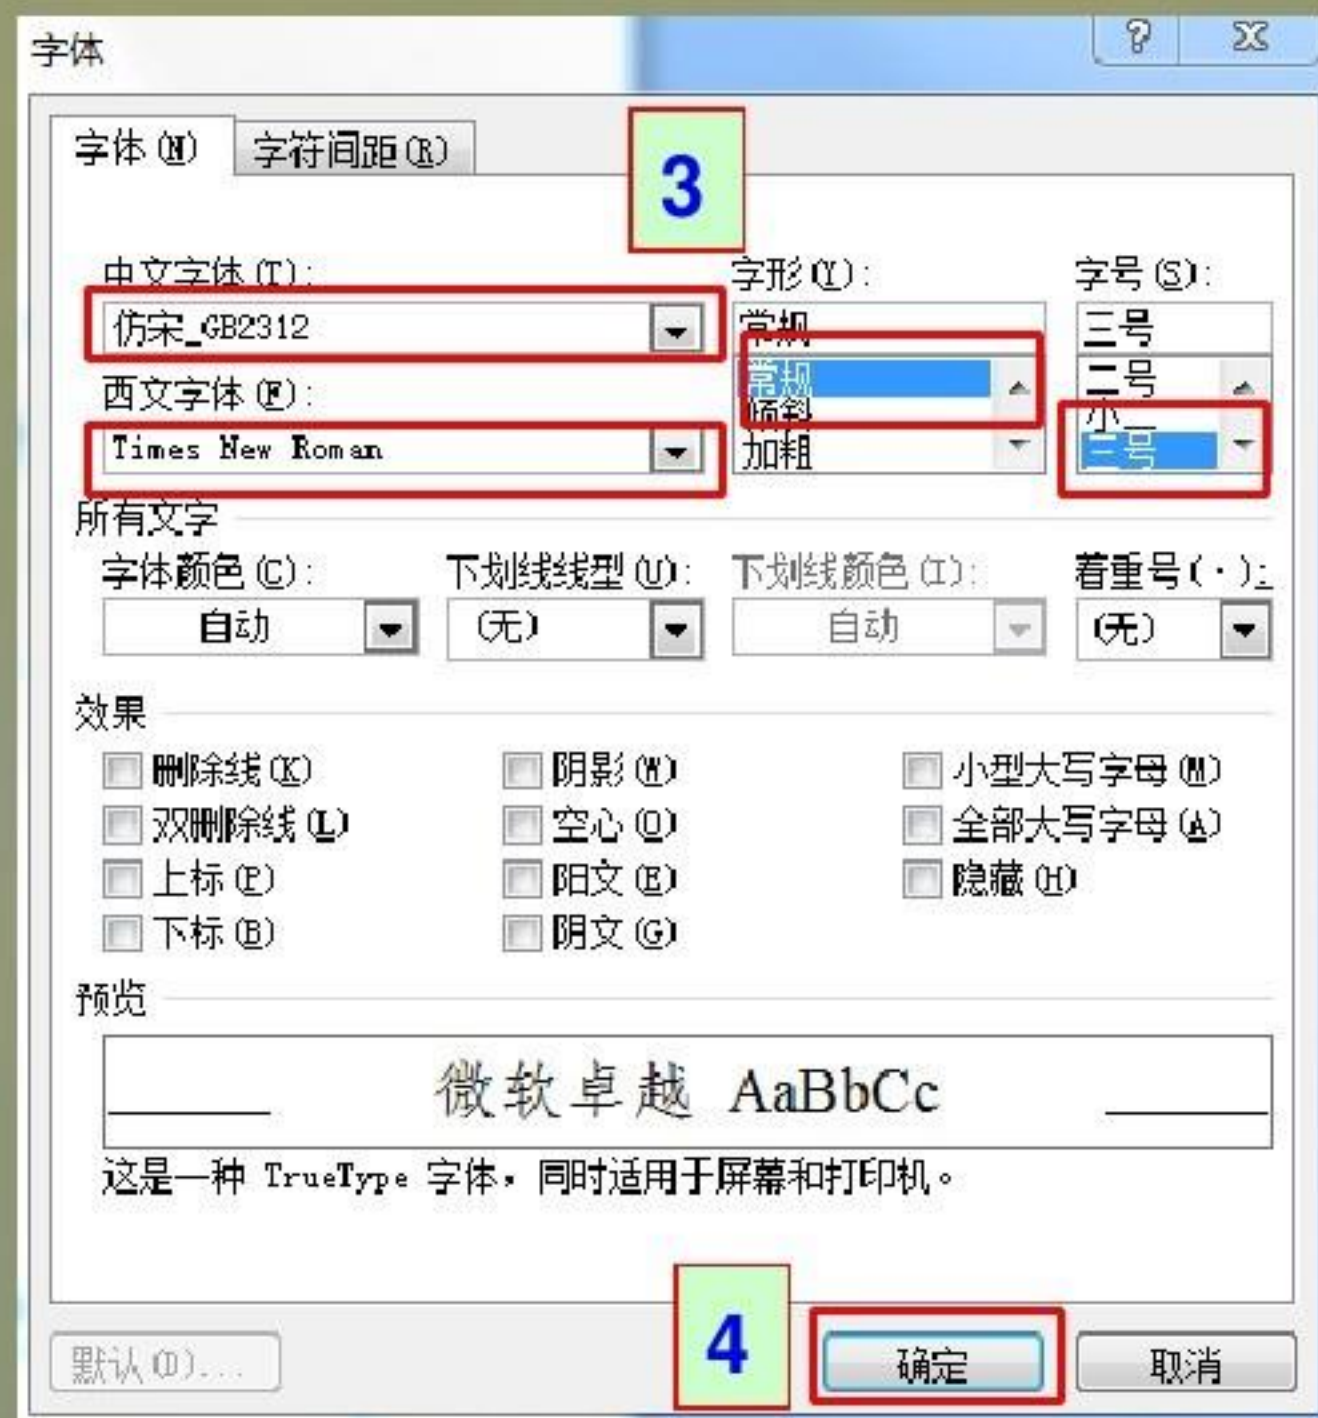 字体
字体(N) 字符间距(R)
3
中文字体(T): 字形(Y): 字号(S):
仿宋_GB2312 常规 三号
常规 二号
西文字体(F): 倾斜 小二
Times New Roman 加粗 三号
所有文字
字体颜色(C): 下划线线型(U): 下划线颜色(I): 着重号(·):
自动 (无) 自动 (无)
效果
删除线(K) 阴影(W) 小型大写字母(M)
双删除线(L) 空心(O) 全部大写字母(A)
上标(P) 阳文(E) 隐藏(H)
下标(B) 阴文(G)
预览
微软卓越 AaBbCc
这是一种 TrueType 字体，同时适用于屏幕和打印机。
4
默认(D)... 确定 取消